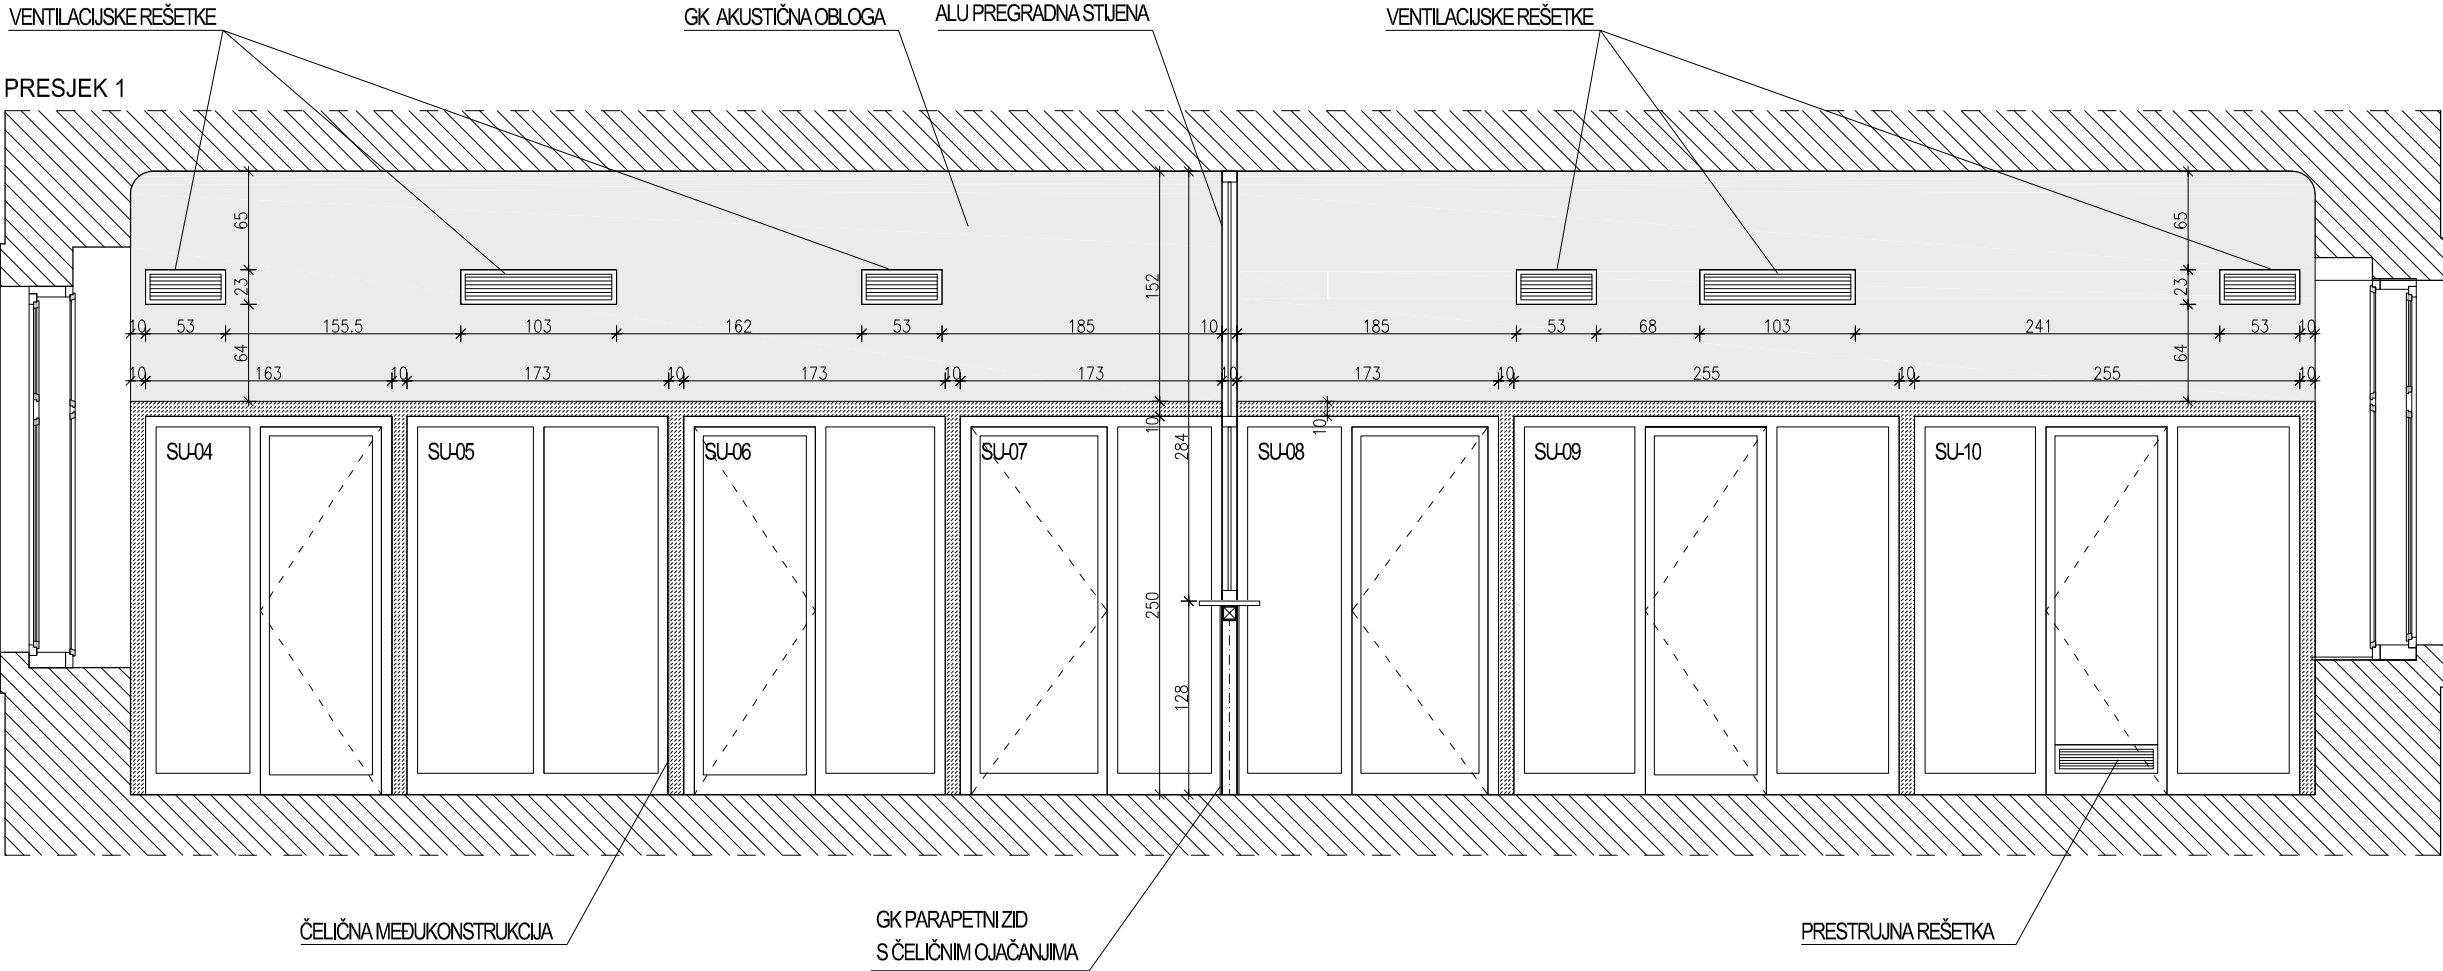 VENTILACIJSKE REŠETKE
GK AKUSTIČNA OBLOGA
ALU PREGRADNA STIJENA
VENTILACIJSKE REŠETKE
PRESJEK 1
65
23
64
152
10
284
250
128
65
23
64
10
10 53 155.5 103 162 53 185 10 185 53 68 103 241 53 10
10 163 10 173 10 173 10 173 10 173 10 255 10 255 10
SU-04 SU-05 SU-06 SU-07 SU-08 SU-09 SU-10
ČELIČNA MEĐUKONSTRUKCIJA
GK PARAPETNI ZID
S ČELIČNIM OJAČANJIMA
PRESTRUJNA REŠETKA